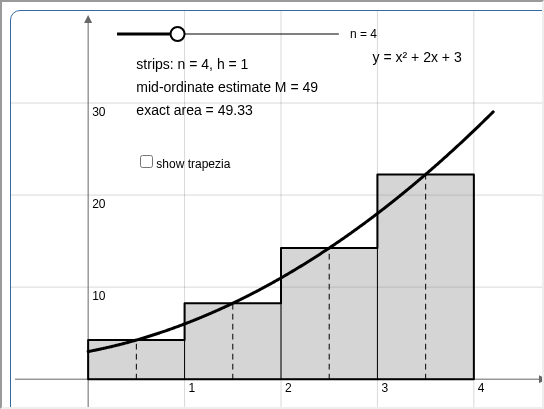 n = 4
y = x² + 2x + 3
strips: n = 4, h = 1
mid-ordinate estimate M = 49
exact area = 49.33
show trapezia
30
20
10
1 2 3 4